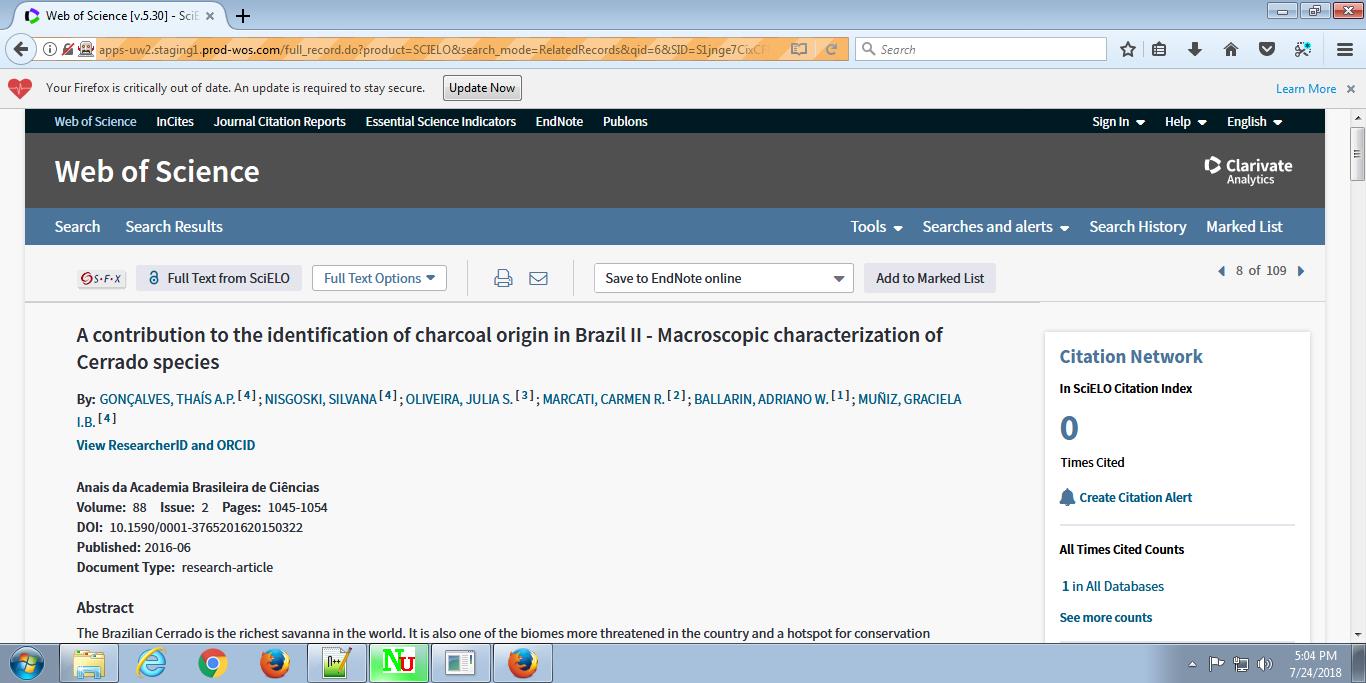 Web of Science [v.5.30] - SciE
apps-uw2.staging1.prod-wos.com/full_record.do?product=SCIELO&search_mode=RelatedRecords&qid=6&SID=S1jnge7CixC
Search
Your Firefox is critically out of date. An update is required to stay secure.
Update Now
Learn More
Web of Science InCites Journal Citation Reports Essential Science Indicators EndNote Publons Sign In Help English
Web of Science
Clarivate
Analytics
Search Search Results Tools Searches and alerts Search History Marked List
S·F·X Full Text from SciELO Full Text Options Save to EndNote online Add to Marked List 8 of 109
A contribution to the identification of charcoal origin in Brazil II - Macroscopic characterization of
Cerrado species
By: GONÇALVES, THAÍS A.P. [ 4 ] ; NISGOSKI, SILVANA [ 4 ] ; OLIVEIRA, JULIA S. [ 3 ] ; MARCATI, CARMEN R. [ 2 ] ; BALLARIN, ADRIANO W. [ 1 ] ; MUÑIZ, GRACIELA
I.B. [ 4 ]
View ResearcherID and ORCID
Anais da Academia Brasileira de Ciências
Volume: 88 Issue: 2 Pages: 1045-1054
DOI: 10.1590/0001-3765201620150322
Published: 2016-06
Document Type: research-article
Abstract
The Brazilian Cerrado is the richest savanna in the world. It is also one of the biomes more threatened in the country and a hotspot for conservation
Citation Network
In SciELO Citation Index
0
Times Cited
Create Citation Alert
All Times Cited Counts
1 in All Databases
See more counts
NU
5:04 PM
7/24/2018